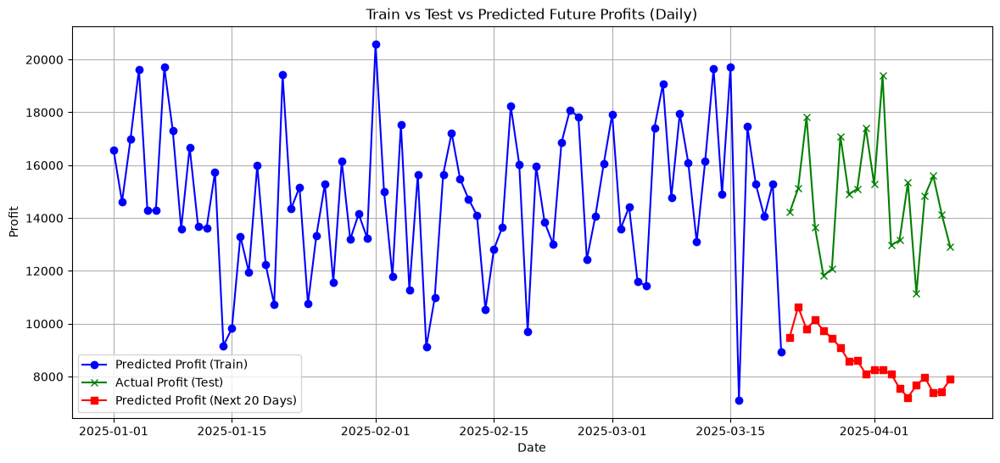 Train vs Test vs Predicted Future Profits (Daily)
Profit
20000
18000
16000
14000
12000
10000
8000
Predicted Profit (Train)
Actual Profit (Test)
Predicted Profit (Next 20 Days)
2025-01-01 2025-01-15 2025-02-01 2025-02-15 2025-03-01 2025-03-15 2025-04-01
Date